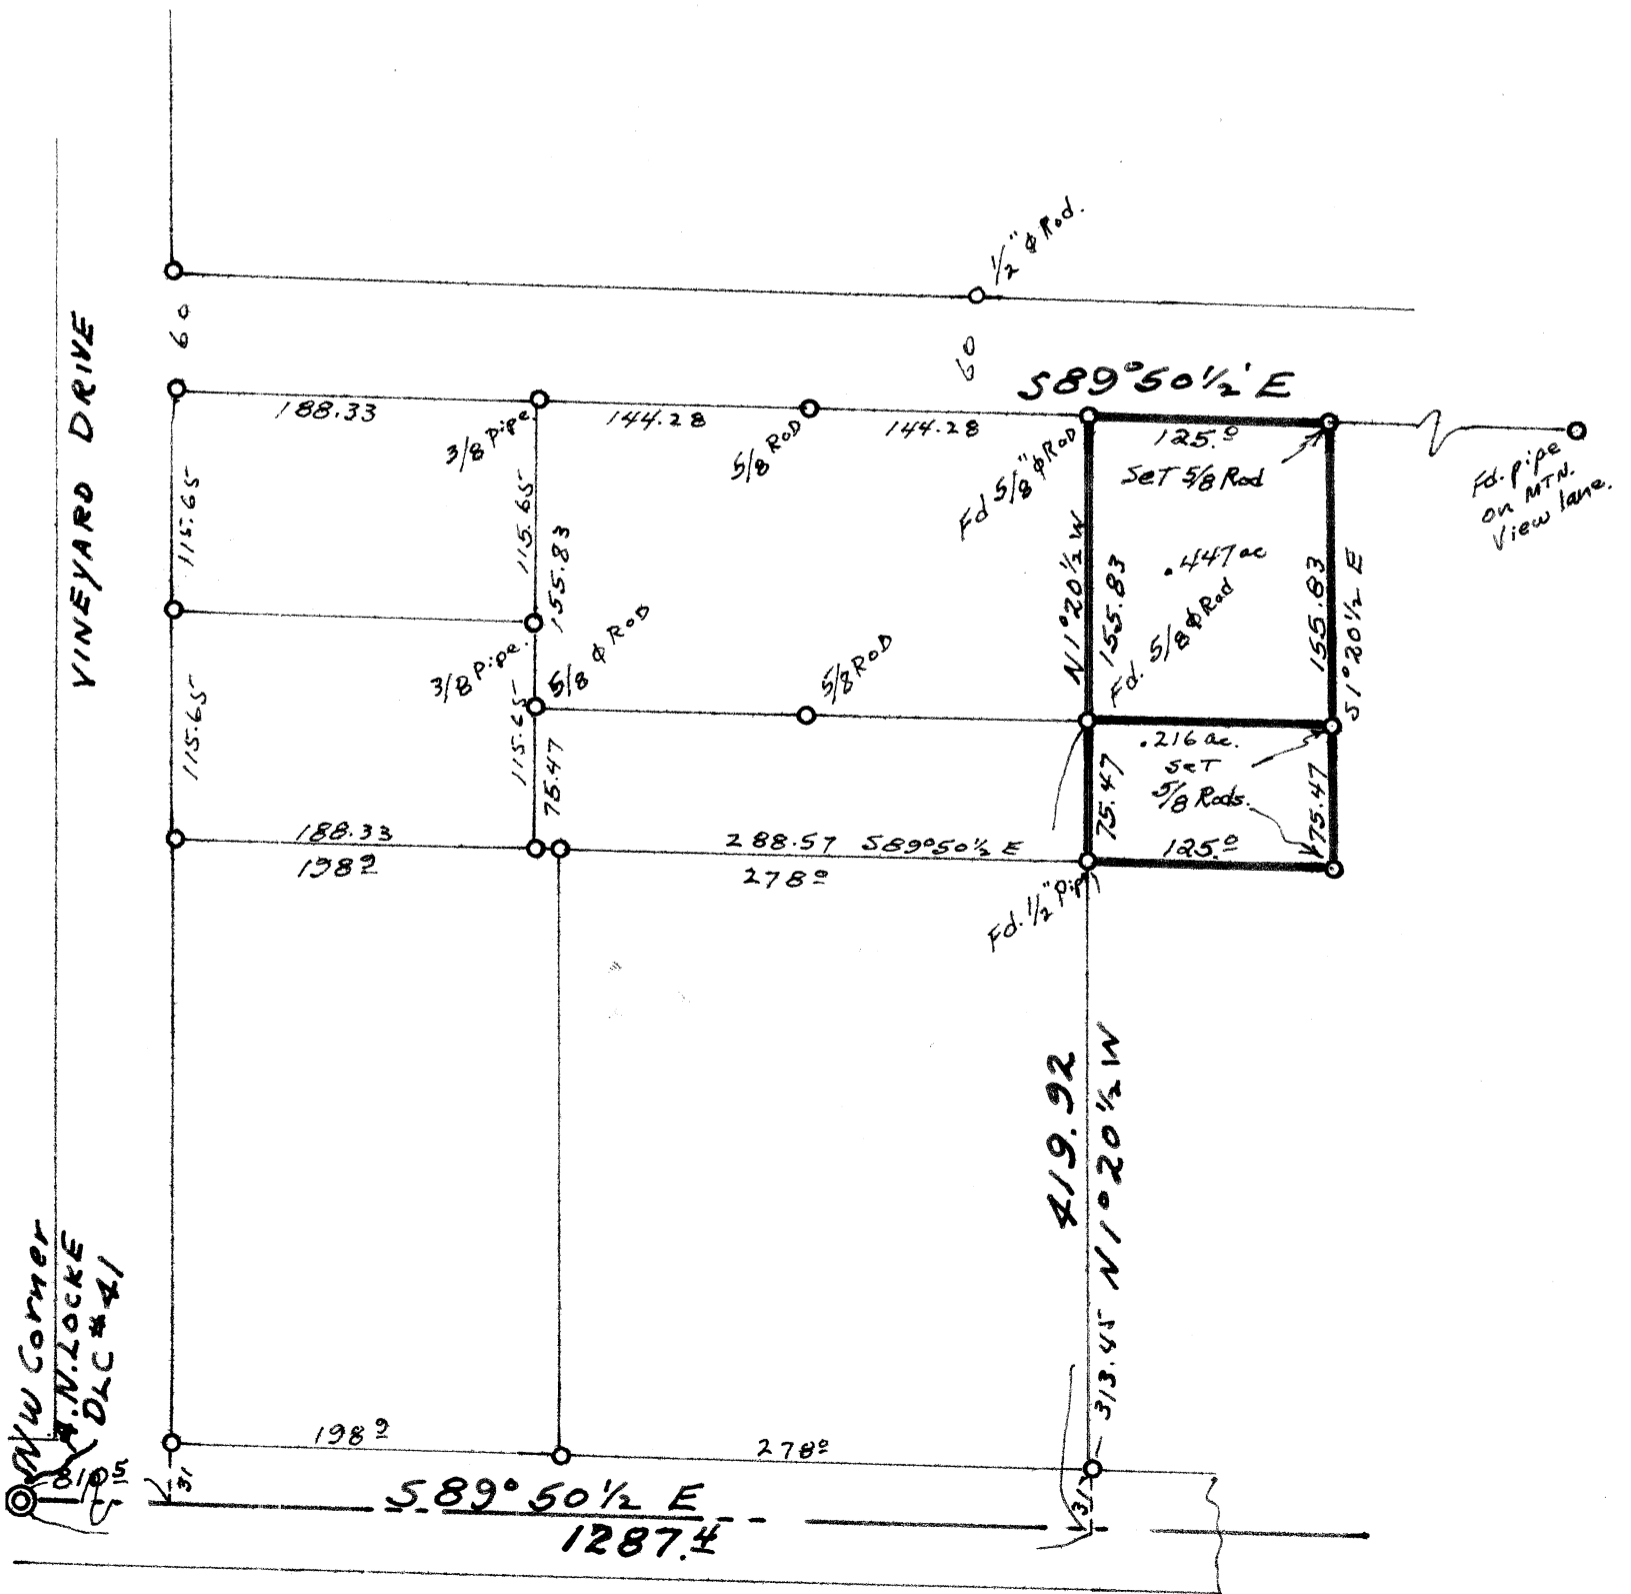 1/2" ϕ Rod.
60
60
VINEYARD DRIVE
S89°50½' E
188.33
3/8 Pipe
144.28
5/8 ROD
144.28
Fd 5/8" ϕ ROD
125.0
SeT 5/8 Rod
Fd. pipe
on MTN.
View lane.
115.65
115.65
155.83
N1°20½ W
155.83
.447 ac
Fd. 5/8 ϕ Rod
155.83
S1°20½ E
3/8 Pipe.
5/8 ϕ ROD
5/8 ROD
115.65
115.65
75.47
75.47
.216 ac.
SeT
5/8 Rods.
75.47
188.33
198.9
288.57 S89°50½ E
278.0
125.0
Fd. 1/2" Pipe
419.92
313.45 N1°20½ W
NW Corner
A.N. LOCKE
DLC #41
810.5
31
198.9
278.0
31
S 89° 50½ E
1287.4